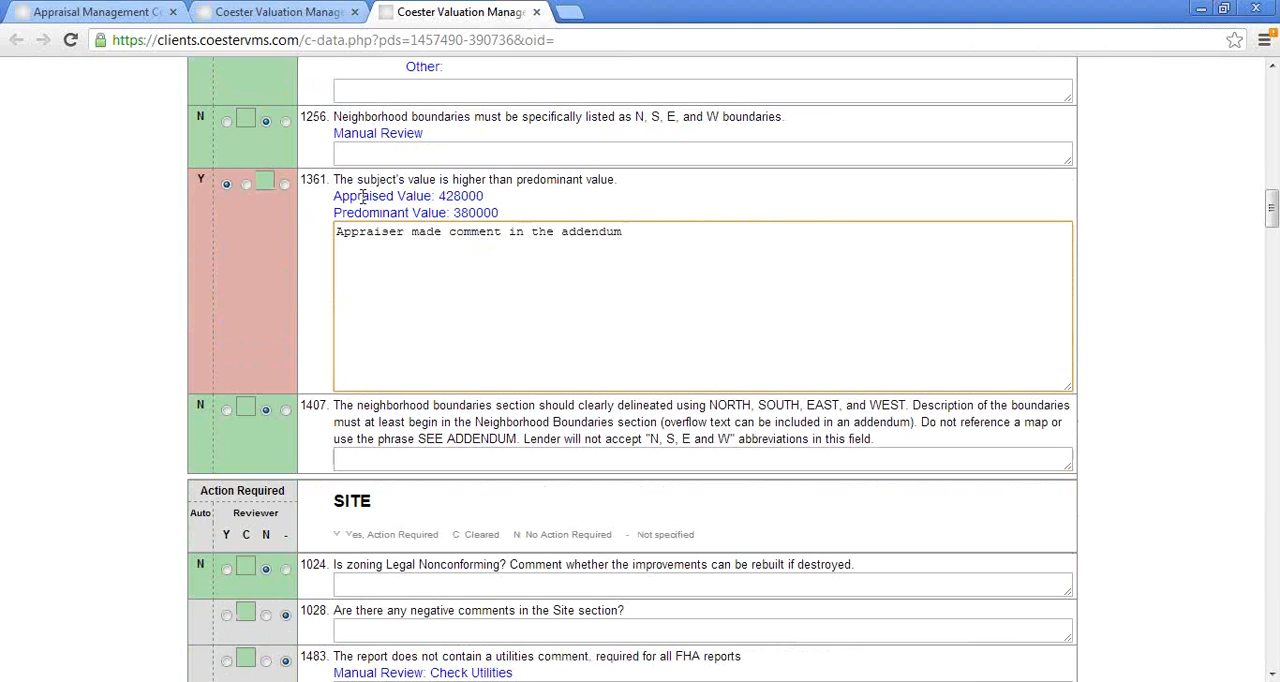 Appraisal Management C
Coester Valuation Manag
Coester Valuation Manag
https://clients.coestervms.com/c-data.php?pds=1457490-390736&oid=
Other:
N
1256. Neighborhood boundaries must be specifically listed as N, S, E, and W boundaries.
Manual Review
Y
1361. The subject's value is higher than predominant value.
Appraised Value: 428000
Predominant Value: 380000
Appraiser made comment in the addendum
N
1407. The neighborhood boundaries section should clearly delineated using NORTH, SOUTH, EAST, and WEST. Description of the boundaries
must at least begin in the Neighborhood Boundaries section (overflow text can be included in an addendum). Do not reference a map or
use the phrase SEE ADDENDUM. Lender will not accept "N, S, E and W" abbreviations in this field.
Action Required
SITE
Auto Reviewer
Y C N -
Y Yes, Action Required C Cleared N No Action Required - Not specified
N
1024. Is zoning Legal Nonconforming? Comment whether the improvements can be rebuilt if destroyed.
1028. Are there any negative comments in the Site section?
1483. The report does not contain a utilities comment, required for all FHA reports
Manual Review: Check Utilities